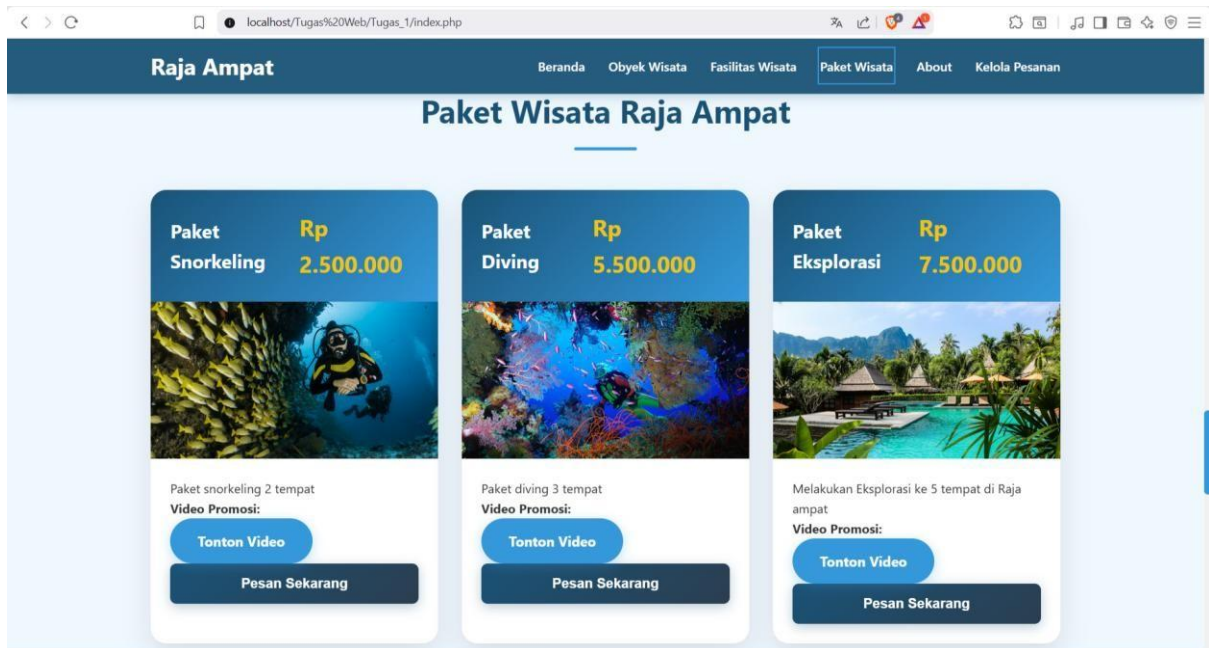 localhost/Tugas%20Web/Tugas_1/index.php
Raja Ampat
Beranda Obyek Wisata Fasilitas Wisata Paket Wisata About Kelola Pesanan
Paket Wisata Raja Ampat
Paket
Snorkeling
Rp
2.500.000
Paket snorkeling 2 tempat
Video Promosi:
Tonton Video
Pesan Sekarang
Paket
Diving
Rp
5.500.000
Paket diving 3 tempat
Video Promosi:
Tonton Video
Pesan Sekarang
Paket
Eksplorasi
Rp
7.500.000
Melakukan Eksplorasi ke 5 tempat di Raja
ampat
Video Promosi:
Tonton Video
Pesan Sekarang